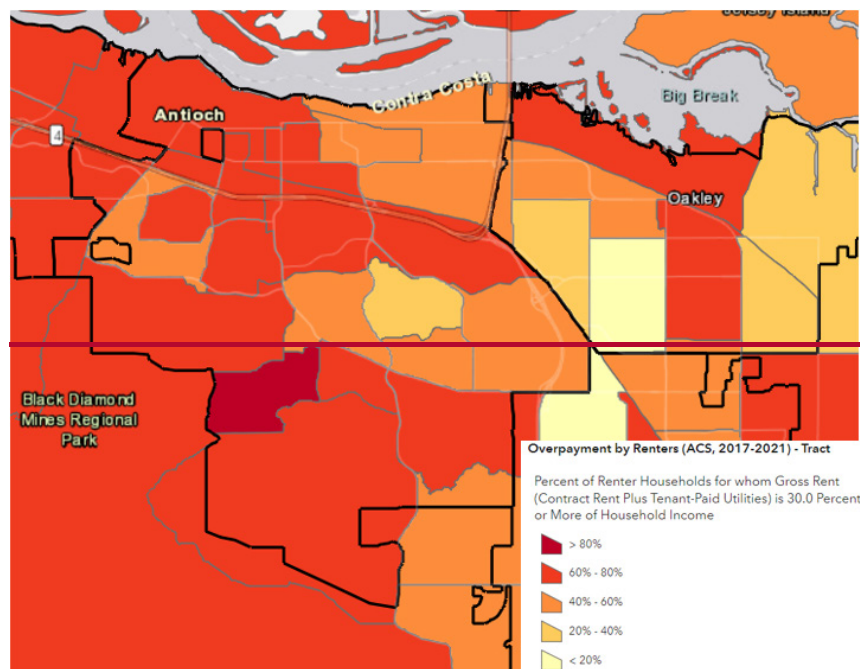 Jersey Island
Contra Costa
Big Break
Antioch
4
Oakley
Black Diamond
Mines Regional
Park
Overpayment by Renters (ACS, 2017-2021) - Tract
Percent of Renter Households for whom Gross Rent
(Contract Rent Plus Tenant-Paid Utilities) is 30.0 Percent
or More of Household Income
> 80%
60% - 80%
40% - 60%
20% - 40%
< 20%